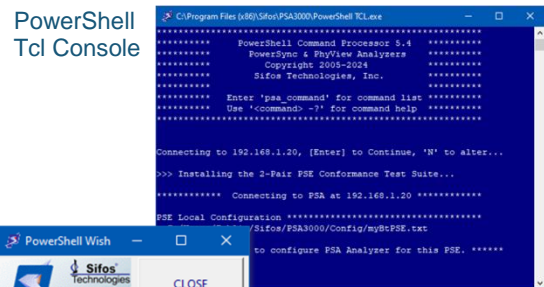 PowerShell
Tcl Console
C:\Program Files (x86)\Sifos\PSA3000\PowerShell TCL.exe
*****************************************************
********** PowerShell Command Processor 5.4 **********
********** PowerSync & PhyView Analyzers **********
********** Copyright 2005-2024 **********
********** Sifos Technologies, Inc. **********
********** **********
********** Enter 'psa_command' for command list **********
********** Use '<command> -?' for command help **********
*****************************************************
Connecting to 192.168.1.20, [Enter] to Continue, 'N' to alter...
>>> Installing the 2-Pair PSE Conformance Test Suite...
************ Connecting to PSA at 192.168.1.20 ************
PSE Local Configuration ************************************
/Sifos/PSA3000/Config/myBtPSE.txt
to configure PSA Analyzer for this PSE. ******
PowerShell Wish
Sifos
Technologies
CLOSE